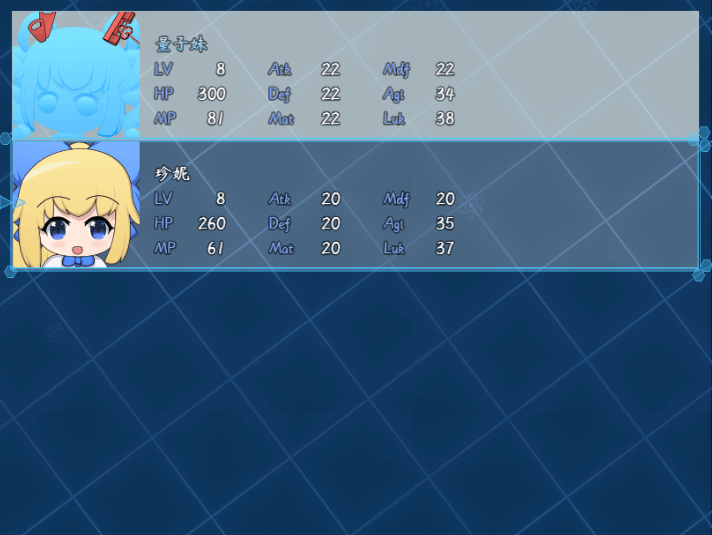 量子妹
LV 8 Atk 22 Mdf 22
HP 300 Def 22 Agi 34
MP 81 Mat 22 Luk 38
珍妮
LV 8 Atk 20 Mdf 20
HP 260 Def 20 Agi 35
MP 61 Mat 20 Luk 37